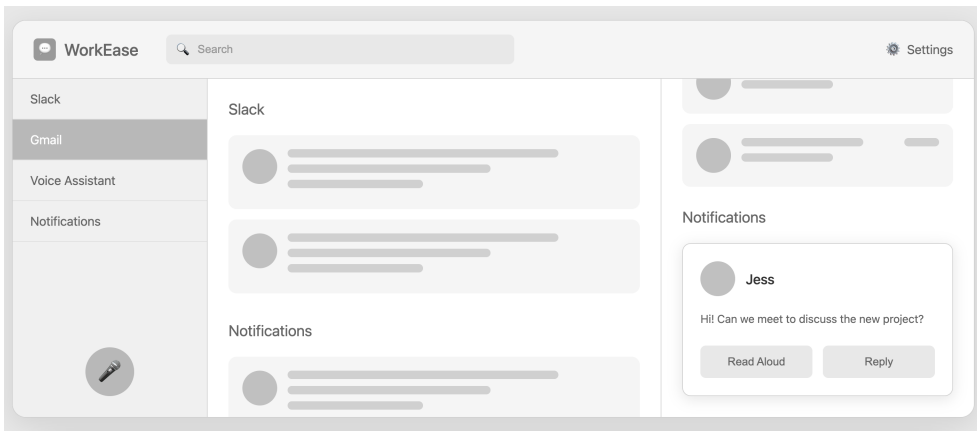 WorkEase
Search
Settings
Slack
Gmail
Voice Assistant
Notifications
Slack
Notifications
Notifications
Jess
Hi! Can we meet to discuss the new project?
Read Aloud
Reply